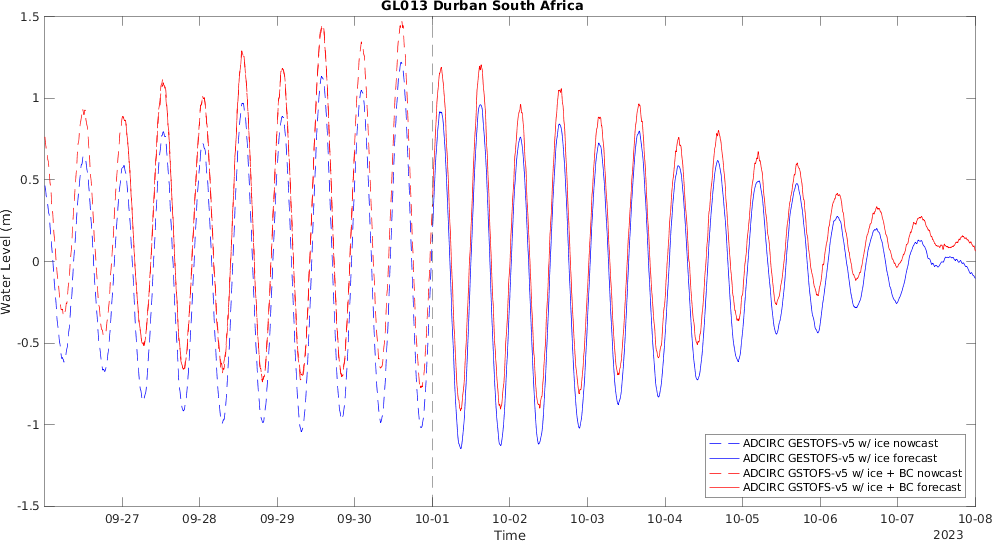 GL013 Durban South Africa
Water Level (m)
1.5
1
0.5
0
-0.5
-1
-1.5
ADCIRC GESTOFS-v5 w/ ice nowcast
ADCIRC GESTOFS-v5 w/ ice forecast
ADCIRC GSTOFS-v5 w/ ice + BC nowcast
ADCIRC GSTOFS-v5 w/ ice + BC forecast
09-27 09-28 09-29 09-30 10-01 10-02 10-03 10-04 10-05 10-06 10-07 10-08
Time
2023